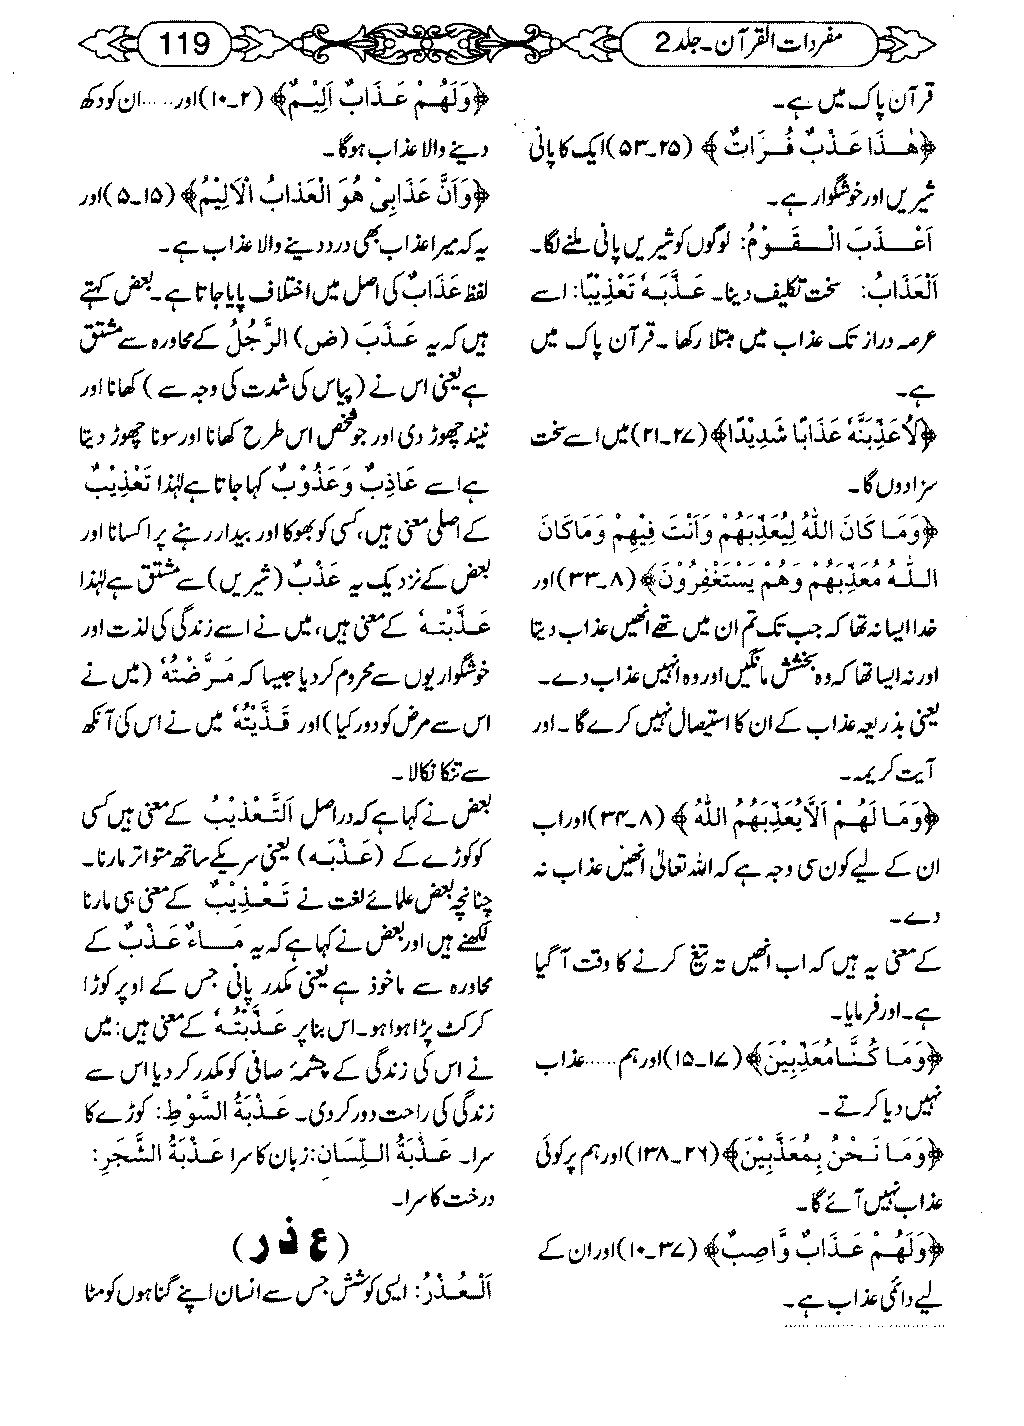 مفردات القرآن۔ جلد 2
119
قرآن پاک میں ہے۔
﴿هٰذَا عَذْبٌ فُرَاتٌ﴾ (۲۵۔۵۳) ایک کا پانی
شیریں اور خوشگوار ہے۔
اَعْذَبَ الْقَوْمُ: لوگوں کو شیریں پانی ملنے لگا۔
اَلْعَذَابُ: سخت تکلیف دینا۔ عَذَّبَهٗ تَعْذِيْبًا: اسے
عرصہ دراز تک عذاب میں مبتلا رکھا۔ قرآن پاک میں
ہے۔
﴿لَاُعَذِّبَنَّهٗ عَذَابًا شَدِيْدًا﴾ (۲۷۔۲۱) میں اسے سخت
سزا دوں گا۔
﴿وَمَا كَانَ اللّٰهُ لِيُعَذِّبَهُمْ وَاَنْتَ فِيْهِمْ وَمَا كَانَ
اللّٰهُ مُعَذِّبَهُمْ وَهُمْ يَسْتَغْفِرُوْنَ﴾ (۸۔۳۳) اور
خدا ایسا نہ تھا کہ جب تک تم ان میں تھے انھیں عذاب دیتا
اور نہ ایسا تھا کہ وہ بخشش مانگیں اور وہ انہیں عذاب دے۔
یعنی بذریعہ عذاب کے ان کا استیصال نہیں کرے گا۔ اور
آیت کریمہ۔
﴿وَمَا لَهُمْ اَلَّا يُعَذِّبَهُمُ اللّٰهُ﴾ (۸۔۳۴) اور اب
ان کے لیے کون سی وجہ ہے کہ اللہ تعالیٰ انھیں عذاب نہ
دے۔
کے معنی یہ ہیں کہ اب انھیں تہ تیغ کرنے کا وقت آ گیا
ہے۔ اور فرمایا۔
﴿وَمَا كُنَّا مُعَذِّبِيْنَ﴾ (۱۷۔۱۵) اور ہم ..... عذاب
نہیں دیا کرتے۔
﴿وَمَا نَحْنُ بِمُعَذَّبِيْنَ﴾ (۲۶۔۱۳۸) اور ہم پر کوئی
عذاب نہیں آئے گا۔
﴿وَلَهُمْ عَذَابٌ وَّاصِبٌ﴾ (۳۷۔۱۰) اور ان کے
لیے دائمی عذاب ہے۔
﴿وَلَهُمْ عَذَابٌ اَلِيْمٌ﴾ (۲۔۱۰) اور ..... ان کو دکھ
دینے والا عذاب ہوگا۔
﴿وَاَنَّ عَذَابِىْ هُوَ الْعَذَابُ الْاَلِيْمُ﴾ (۱۵۔۵) اور
یہ کہ میرا عذاب بھی درد دینے والا عذاب ہے۔
لفظ عَذَابٌ کی اصل میں اختلاف پایا جاتا ہے۔ بعض کہتے
ہیں کہ یہ عَذَبَ (ض) الرَّجُلُ کے محاورہ سے مشتق
ہے یعنی اس نے (پیاس کی شدت کی وجہ سے) کھانا اور
نیند چھوڑ دی اور جو شخص اس طرح کھانا اور سونا چھوڑ دیتا
ہے اسے عَاذِبٌ وَعَذُوْبٌ کہا جاتا ہے لہٰذا تَعْذِيْبٌ
کے اصلی معنی ہیں، کسی کو بھوکا اور بیدار رہنے پر اکسانا اور
بعض کے نزدیک یہ عَذْبٌ (شیریں) سے مشتق ہے لہٰذا
عَذَّبْتُهٗ کے معنی ہیں، میں نے اسے زندگی کی لذت اور
خوشگواریوں سے محروم کر دیا جیسا کہ مَرَّضْتُهٗ (میں نے
اس سے مرض کو دور کیا) اور قَذَّيْتُهٗ میں نے اس کی آنکھ
سے تنکا نکالا۔
بعض نے کہا ہے کہ دراصل اَلتَّعْذِيْبُ کے معنی ہیں کسی
کو کوڑے کے (عَذَبَه) یعنی سرے کے ساتھ متواتر مارنا۔
چنانچہ بعض علمائے لغت نے تَعْذِيْبٌ کے معنی ہی مارنا
لکھے ہیں اور بعض نے کہا ہے کہ یہ مَاءٌ عَذَبٌ کے
محاورہ سے ماخوذ ہے یعنی مکدر پانی جس کے اوپر کوڑا
کرکٹ پڑا ہوا ہو۔ اس بنا پر عَذَّبْتُهٗ کے معنی ہیں: میں
نے اس کی زندگی کے چشمۂ صافی کو مکدر کر دیا اس سے
زندگی کی راحت دور کر دی۔ عَذَبَةُ السَّوْطِ: کوڑے کا
سرا۔ عَذَبَةُ اللِّسَانِ: زبان کا سرا عَذَبَةُ الشَّجَرِ:
درخت کا سرا۔
(ع ذ ر)
اَلْعُذْرُ: ایسی کوشش جس سے انسان اپنے گناہوں کو مٹا